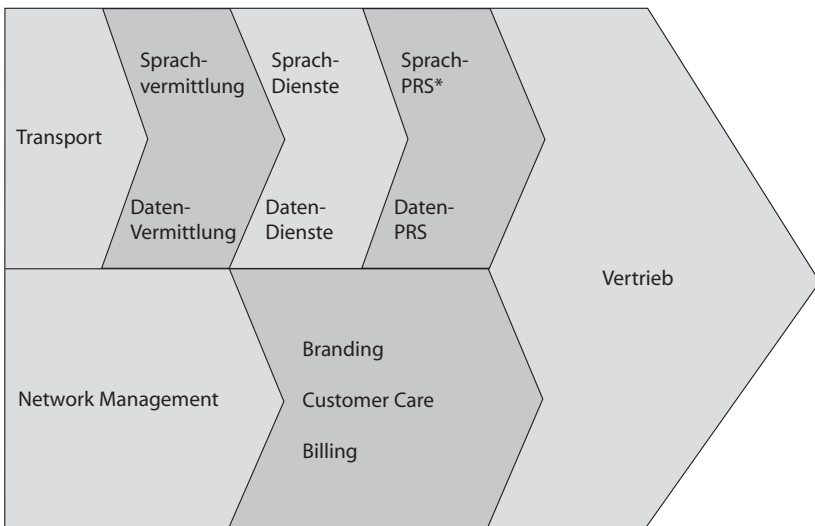 Transport
Sprach-
vermittlung
Daten-
Vermittlung
Sprach-
Dienste
Daten-
Dienste
Sprach-
PRS*
Daten-
PRS
Network Management
Branding
Customer Care
Billing
Vertrieb